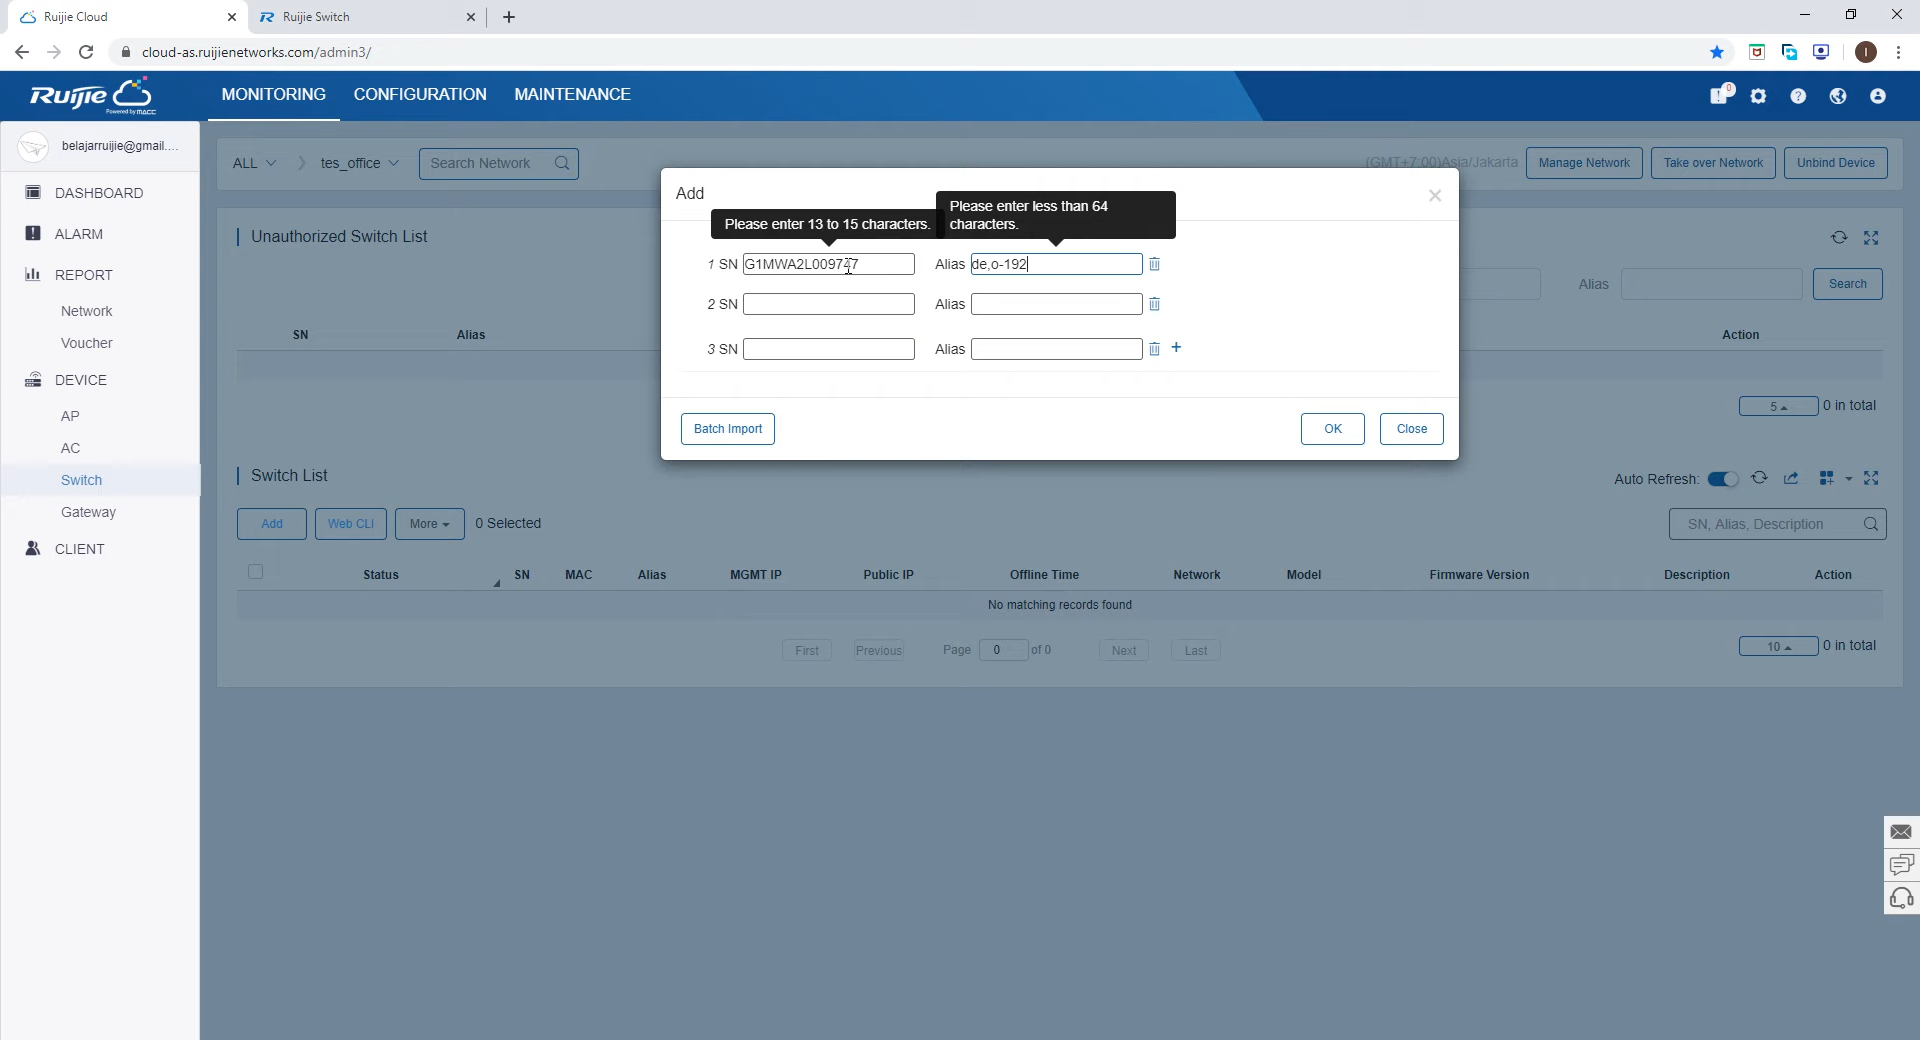 Ruijie Cloud
Ruijie Switch
cloud-as.ruijienetworks.com/admin3/
I
Ruijie
Powered by MACC
MONITORING CONFIGURATION MAINTENANCE
0
belajarruijie@gmail....
DASHBOARD
ALARM
REPORT
Network
Voucher
DEVICE
AP
AC
Switch
Gateway
CLIENT
ALL tes_office Search Network
(GMT+7:00)Asia/Jakarta Manage Network Take over Network Unbind Device
Unauthorized Switch List
Alias Search
SN Alias Action
5 0 in total
Add
Please enter 13 to 15 characters.
Please enter less than 64
characters.
1 SN G1MWA2L009747 Alias de,o-192
2 SN Alias
3 SN Alias +
Batch Import OK Close
Switch List
Auto Refresh:
Add Web CLI More 0 Selected
SN, Alias, Description
Status SN MAC Alias MGMT IP Public IP Offline Time Network Model Firmware Version Description Action
No matching records found
First Previous Page 0 of 0 Next Last
10 0 in total